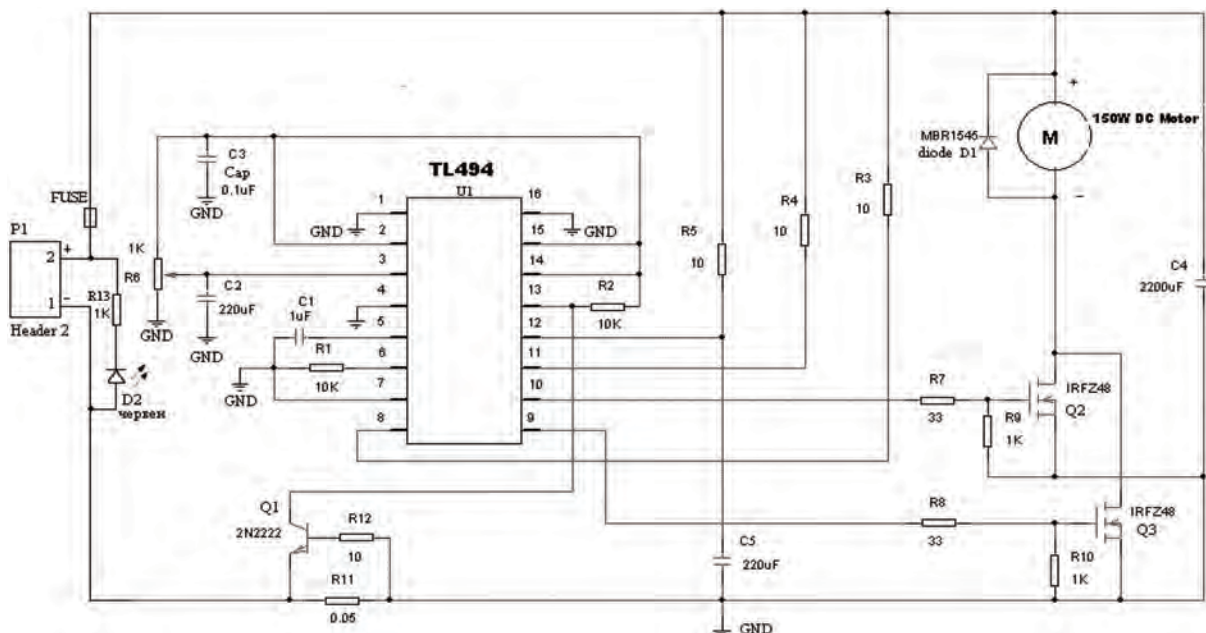 TL494
U1
1
2
3
4
5
6
7
8
16
15
14
13
12
11
10
9
FUSE
P1
2
+
1
-
Header 2
1K
R6
GND
R13
1K
D2
черхен
C3
Cap
0.1uF
GND
C2
220uF
GND
C1
1uF
R1
10K
GND
GND
GND
R2
10K
R5
10
R4
10
R3
10
MBR1545
diode D1
+
M
-
150W DC Motor
C4
2200uF
R7
33
R9
1K
IRFZ48
Q2
R8
33
R10
1K
IRFZ48
Q3
Q1
2N2222
R12
10
R11
0.05
C5
220uF
GND